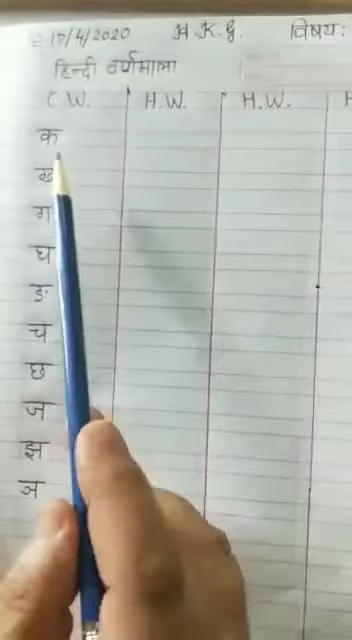 17/4/2020 H.K.G. विषय:
हिन्दी वर्णमाला
C.W. H.W. H.W. H
क
ख
ग
घ
ङ
च
छ
ज
झ
ञ